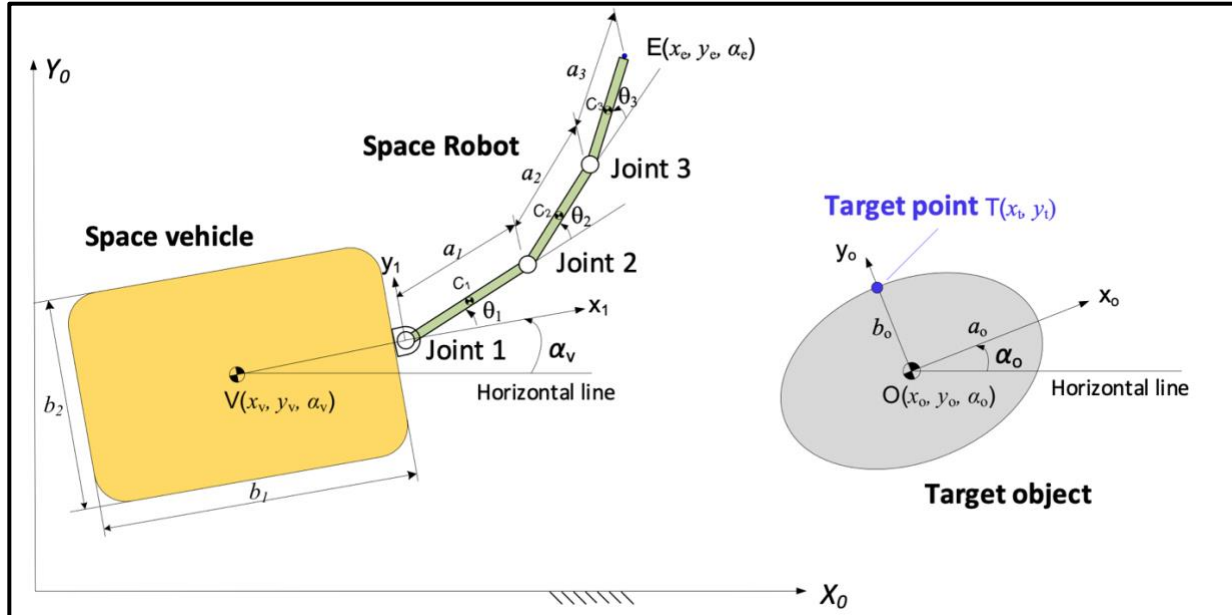 Y₀
a₃
E(xₑ, yₑ, αₑ)
C₃
θ₃
Space Robot
Joint 3
a₂
C₂
θ₂
Target point T(xₜ, yₜ)
Space vehicle
a₁
Joint 2
y₁
yₒ
C₁
θ₁
x₁
xₒ
bₒ
aₒ
Joint 1
αᵥ
αₒ
Horizontal line
Horizontal line
V(xᵥ, yᵥ, αᵥ)
O(xₒ, yₒ, αₒ)
b₂
b₁
Target object
X₀